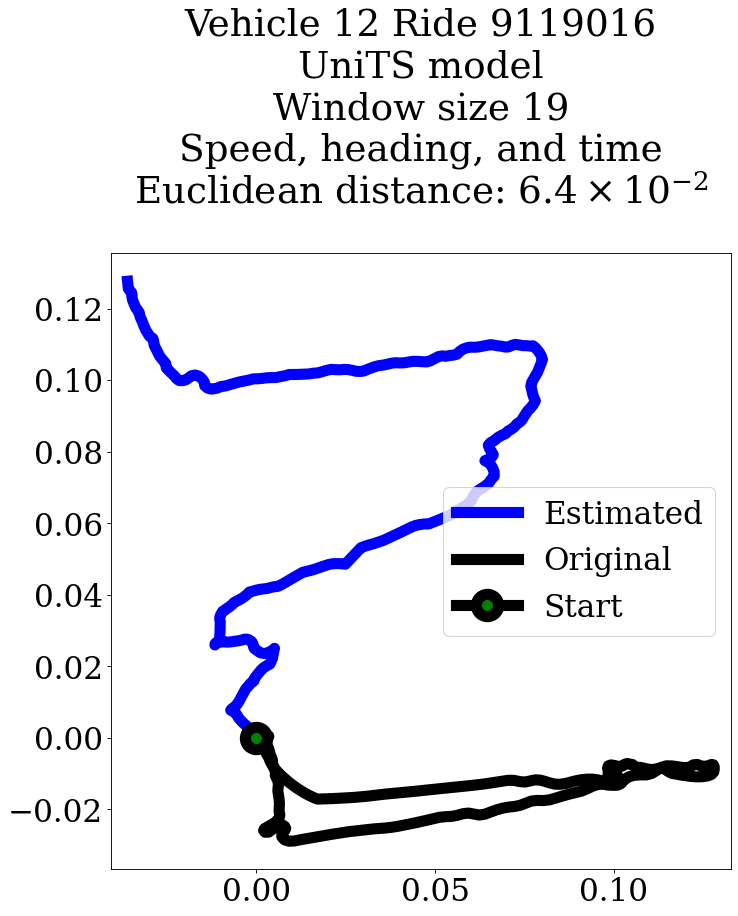 Vehicle 12 Ride 9119016
UniTS model
Window size 19
Speed, heading, and time
Euclidean distance: 6.4 × 10⁻²
0.12
0.10
0.08
0.06
0.04
0.02
0.00
−0.02
Estimated
Original
Start
0.00 0.05 0.10